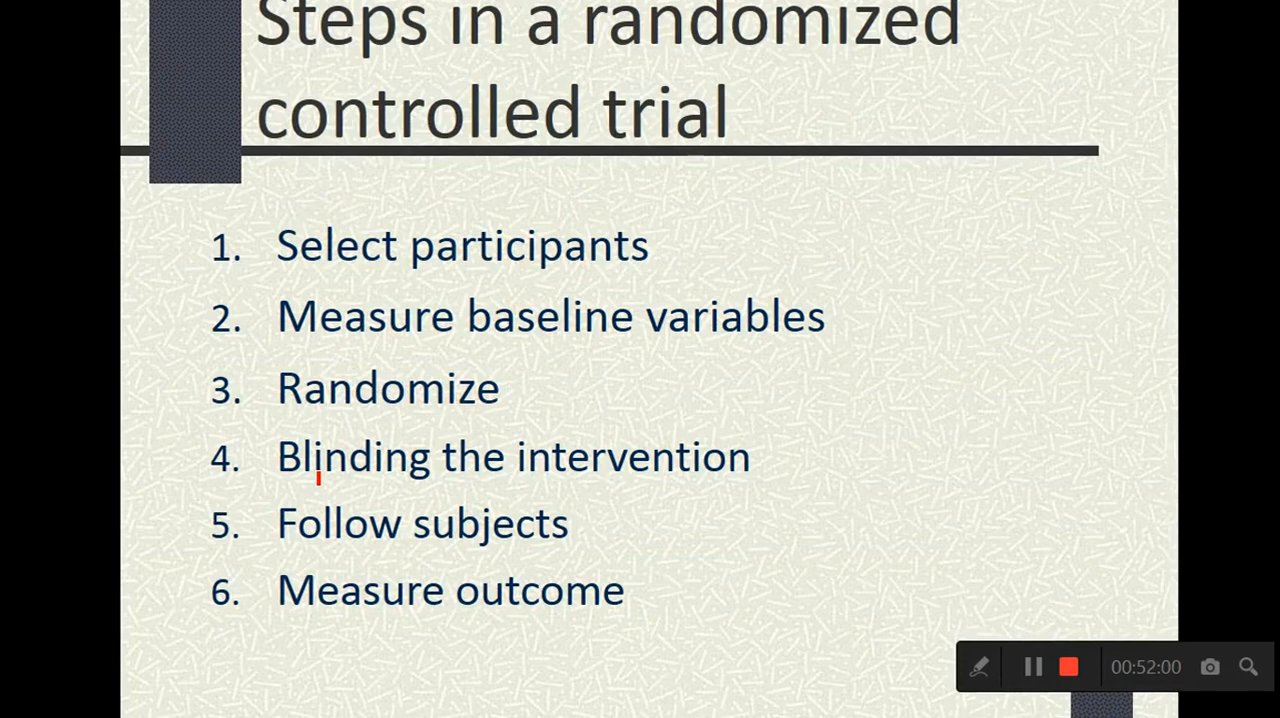 Steps in a randomized
controlled trial
1. Select participants
2. Measure baseline variables
3. Randomize
4. Blinding the intervention
5. Follow subjects
6. Measure outcome
00:52:00